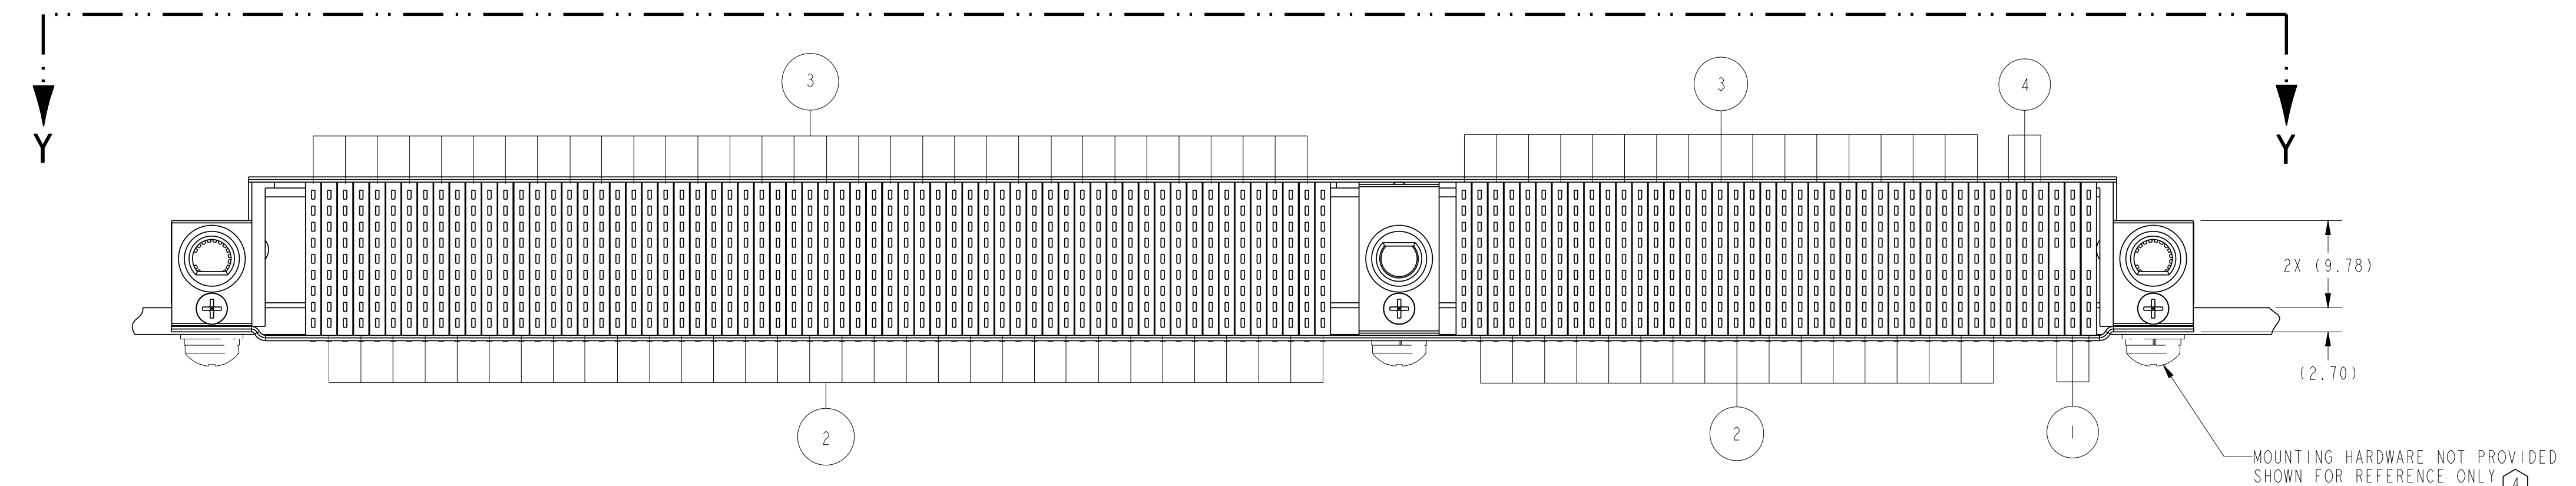 3
3
4
Y
Y
2X (9.78)
(2.70)
2
2
1
MOUNTING HARDWARE NOT PROVIDED
SHOWN FOR REFERENCE ONLY 4